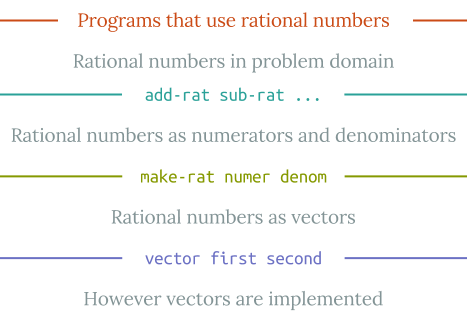 Programs that use rational numbers
Rational numbers in problem domain
add-rat sub-rat ...
Rational numbers as numerators and denominators
make-rat numer denom
Rational numbers as vectors
vector first second
However vectors are implemented